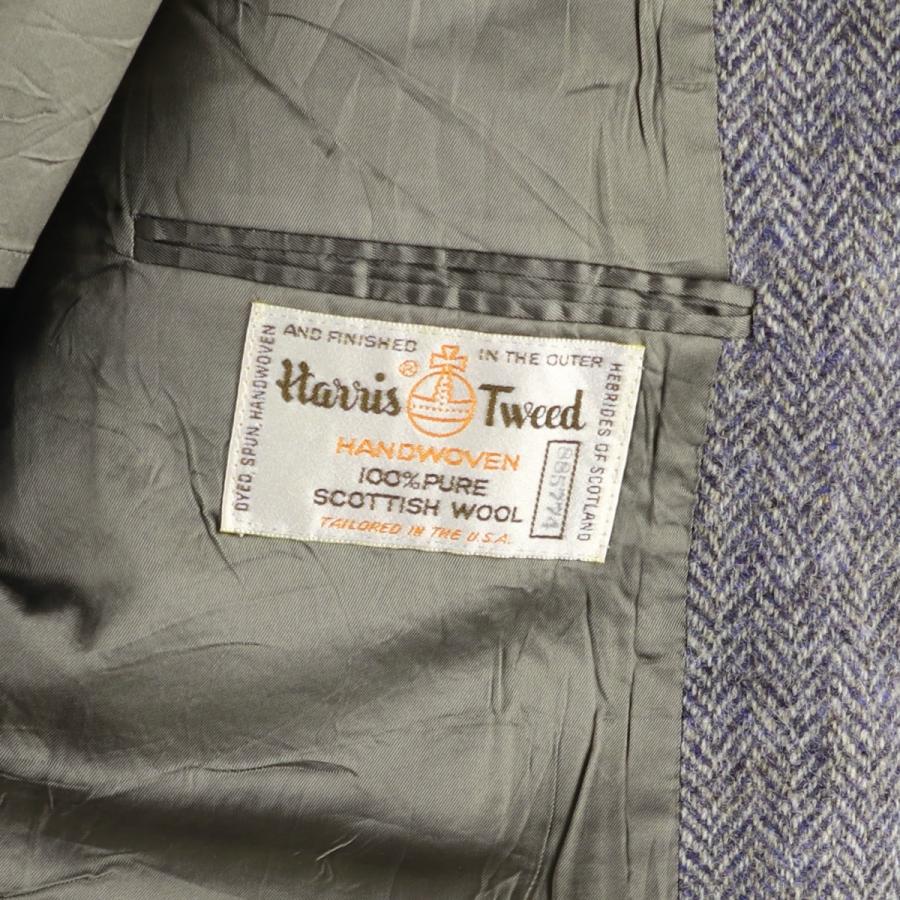 DYED, SPUN, HANDWOVEN
AND FINISHED
IN THE OUTER
HEBRIDES OF SCOTLAND
Harris ® Tweed
HANDWOVEN
100% PURE
SCOTTISH WOOL
TAILORED IN THE U.S.A.
885774